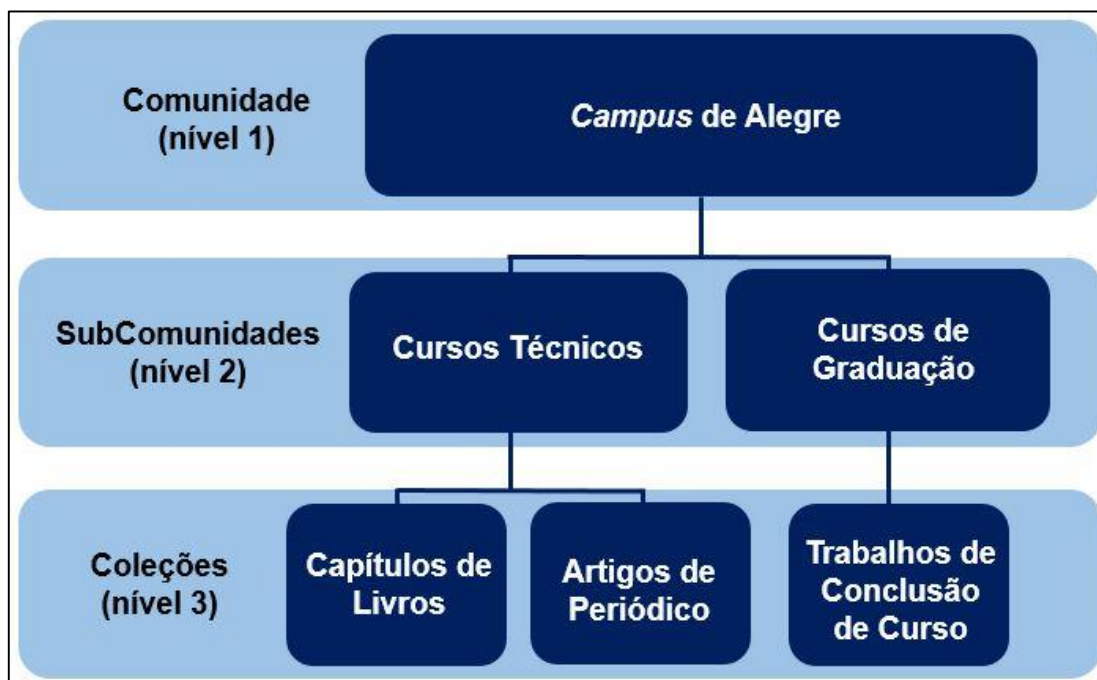 Comunidade
(nível 1)
Campus de Alegre
SubComunidades
(nível 2)
Cursos Técnicos
Cursos de
Graduação
Coleções
(nível 3)
Capítulos de
Livros
Artigos de
Periódico
Trabalhos de
Conclusão
de Curso